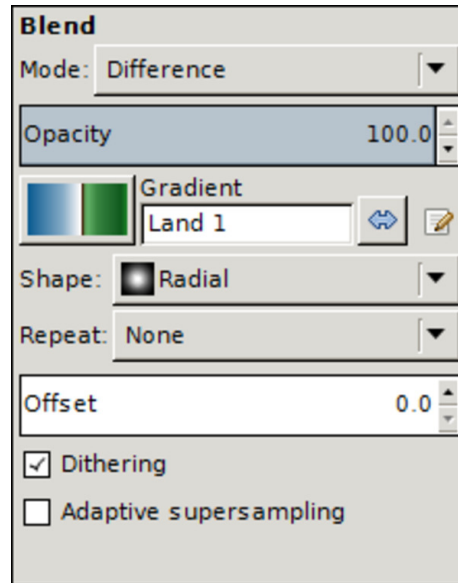 Blend
Mode: Difference
Opacity 100.0
Gradient
Land 1
Shape: Radial
Repeat: None
Offset 0.0
Dithering
Adaptive supersampling